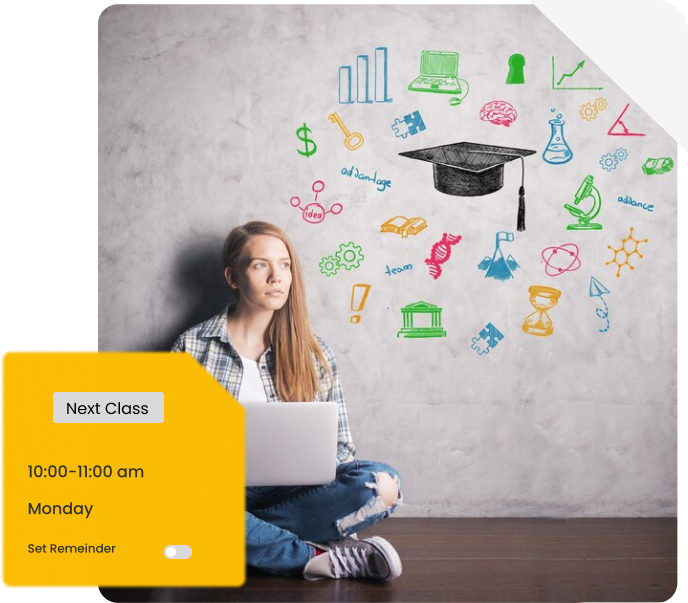 $
advantage
idea
advance
team
!
Next Class
10:00-11:00 am
Monday
Set Remeinder